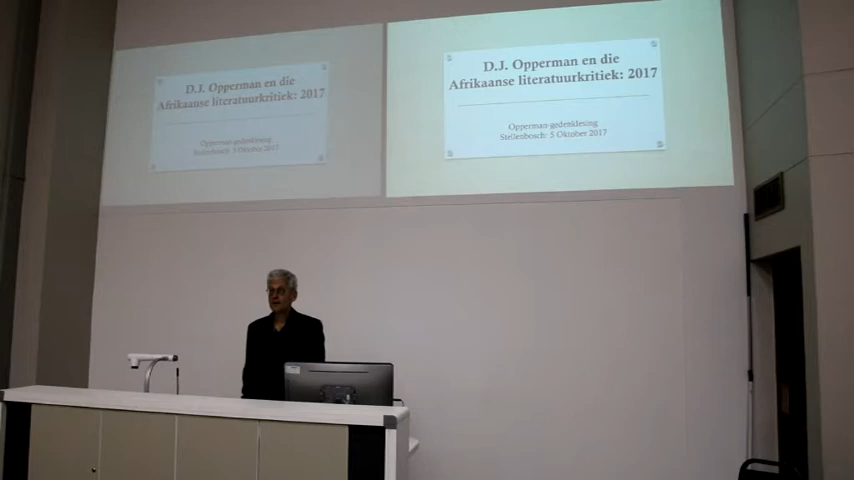 D.J. Opperman en die
Afrikaanse literatuurkritiek: 2017
Opperman-gedenklesing
Stellenbosch: 5 Oktober 2017
D.J. Opperman en die
Afrikaanse literatuurkritiek: 2017
Opperman-gedenklesing
Stellenbosch: 5 Oktober 2017